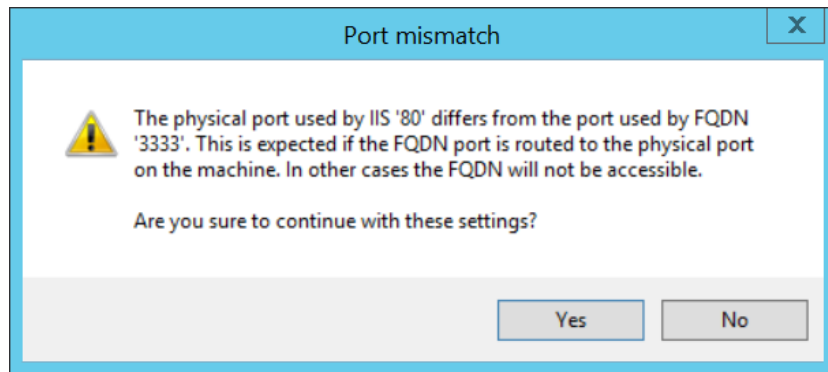 Port mismatch
X
The physical port used by IIS '80' differs from the port used by FQDN
'3333'. This is expected if the FQDN port is routed to the physical port
on the machine. In other cases the FQDN will not be accessible.
Are you sure to continue with these settings?
Yes
No